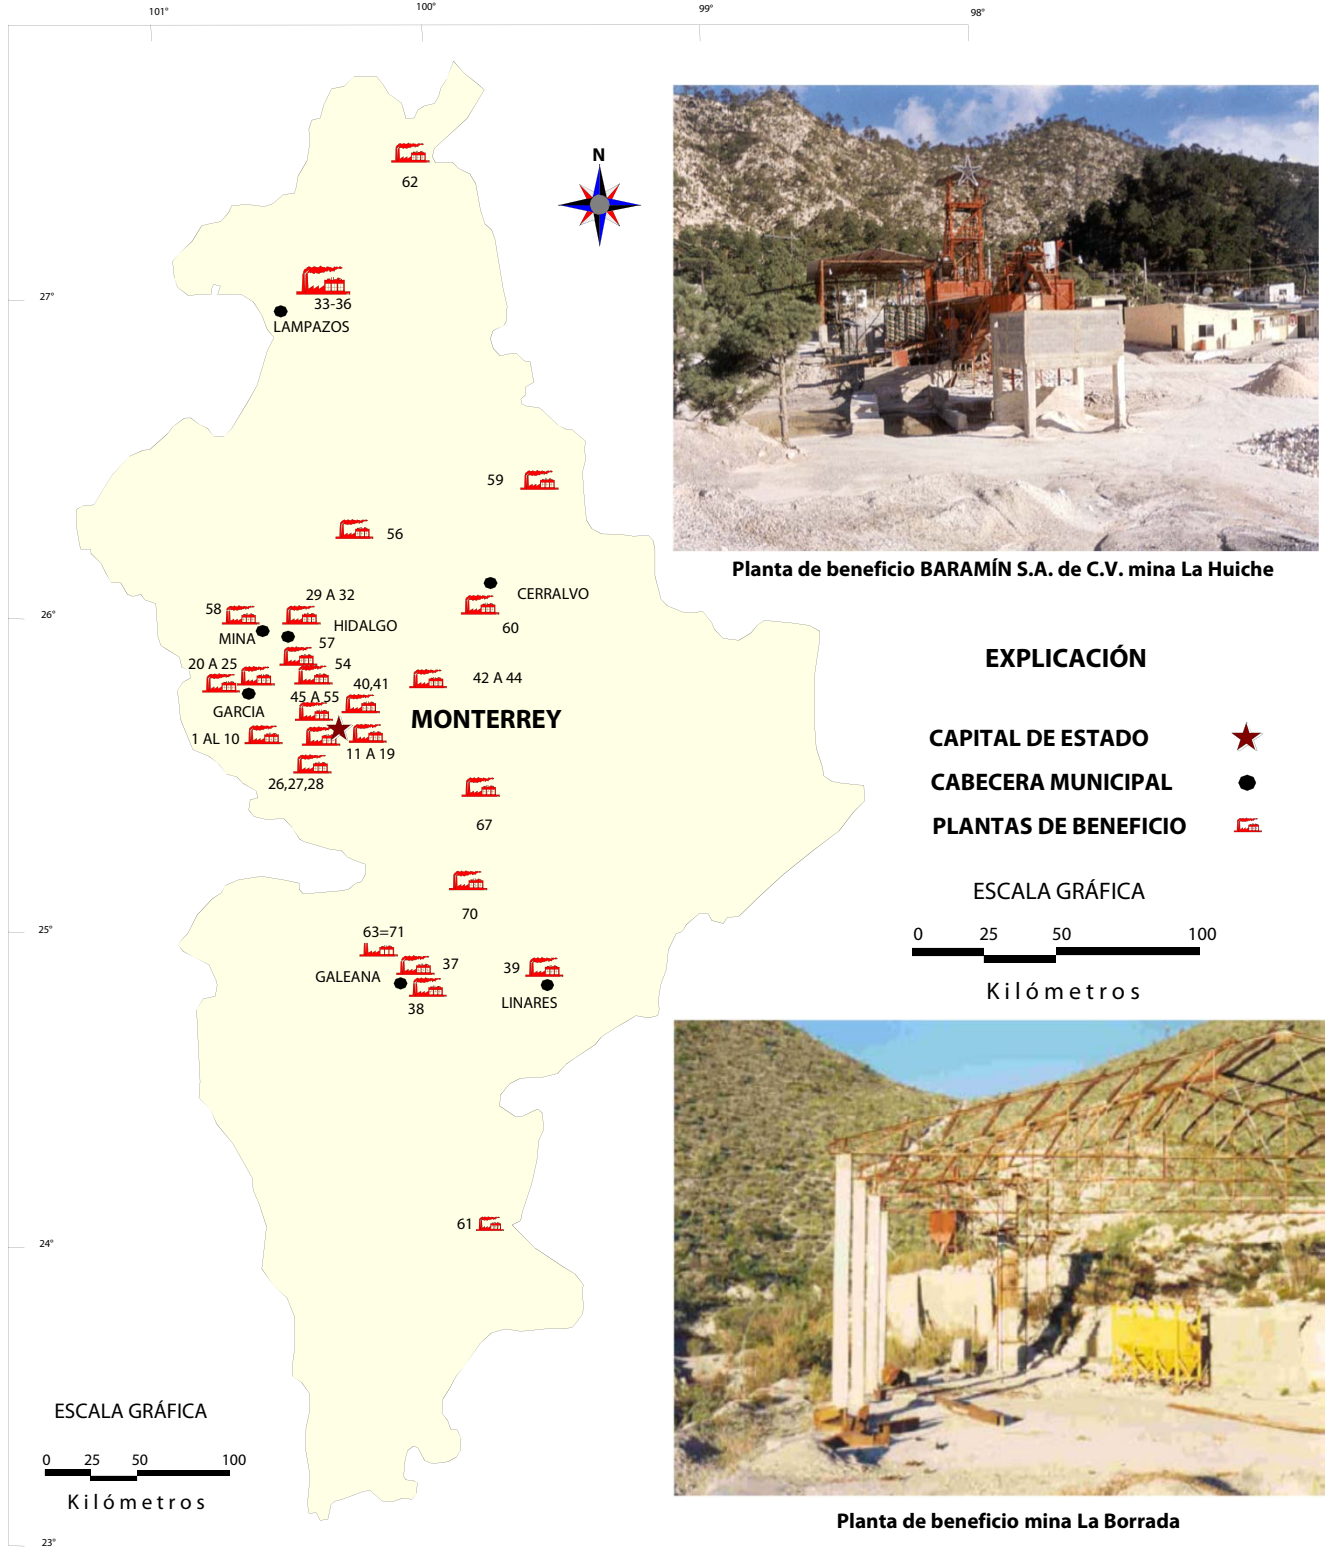 101°
100°
99°
98°
N
62
27°
33-36
LAMPAZOS
59
56
Planta de beneficio BARAMÍN S.A. de C.V. mina La Huiche
29 A 32
CERRALVO
58
26°
HIDALGO
60
MINA
57
EXPLICACIÓN
20 A 25
54
42 A 44
40,41
45 A 55
GARCIA
MONTERREY
1 AL 10
11 A 19
CAPITAL DE ESTADO
26,27,28
CABECERA MUNICIPAL
67
PLANTAS DE BENEFICIO
ESCALA GRÁFICA
70
25°
63=71
0 25 50 100
37
39
GALEANA
Kilómetros
LINARES
38
61
24°
ESCALA GRÁFICA
0 25 50 100
Kilómetros
Planta de beneficio mina La Borrada
23°